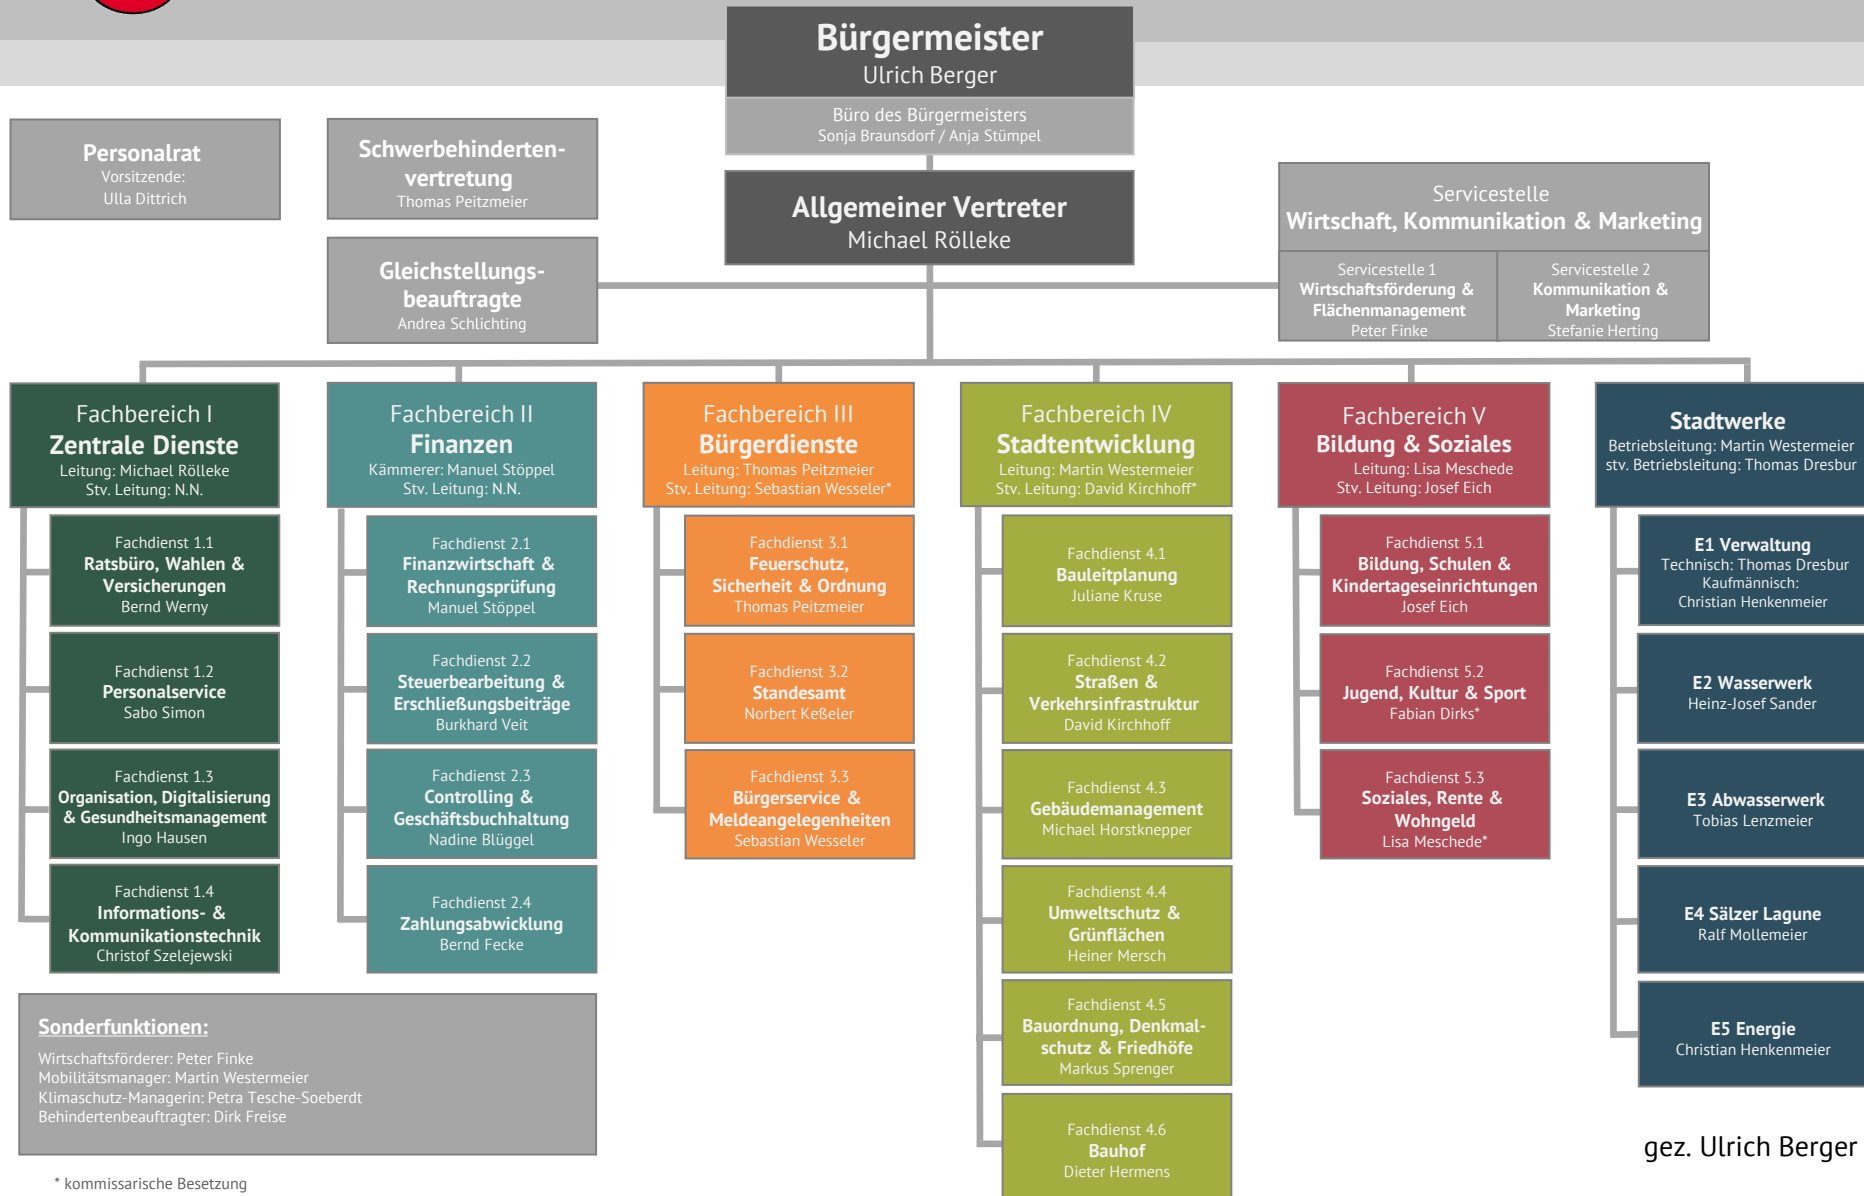 Bürgermeister
Ulrich Berger
Büro des Bürgermeisters
Sonja Braunsdorf / Anja Stümpel
Personalrat
Vorsitzende:
Ulla Dittrich
Schwerbehinderten-
vertretung
Thomas Peitzmeier
Allgemeiner Vertreter
Michael Rölleke
Gleichstellungs-
beauftragte
Andrea Schlichting
Servicestelle
Wirtschaft, Kommunikation & Marketing
Servicestelle 1
Wirtschaftsförderung &
Flächenmanagement
Peter Finke
Servicestelle 2
Kommunikation &
Marketing
Stefanie Herting
Fachbereich I
Zentrale Dienste
Leitung: Michael Rölleke
Stv. Leitung: N.N.
Fachdienst 1.1
Ratsbüro, Wahlen &
Versicherungen
Bernd Werny
Fachdienst 1.2
Personalservice
Sabo Simon
Fachdienst 1.3
Organisation, Digitalisierung
& Gesundheitsmanagement
Ingo Hausen
Fachdienst 1.4
Informations- &
Kommunikationstechnik
Christof Szelejewski
Fachbereich II
Finanzen
Kämmerer: Manuel Stöppel
Stv. Leitung: N.N.
Fachdienst 2.1
Finanzwirtschaft &
Rechnungsprüfung
Manuel Stöppel
Fachdienst 2.2
Steuerbearbeitung &
Erschließungsbeiträge
Burkhard Veit
Fachdienst 2.3
Controlling &
Geschäftsbuchhaltung
Nadine Blüggel
Fachdienst 2.4
Zahlungsabwicklung
Bernd Fecke
Fachbereich III
Bürgerdienste
Leitung: Thomas Peitzmeier
Stv. Leitung: Sebastian Wesseler*
Fachdienst 3.1
Feuerschutz,
Sicherheit & Ordnung
Thomas Peitzmeier
Fachdienst 3.2
Standesamt
Norbert Keßeler
Fachdienst 3.3
Bürgerservice &
Meldeangelegenheiten
Sebastian Wesseler
Fachbereich IV
Stadtentwicklung
Leitung: Martin Westermeier
Stv. Leitung: David Kirchhoff*
Fachdienst 4.1
Bauleitplanung
Juliane Kruse
Fachdienst 4.2
Straßen &
Verkehrsinfrastruktur
David Kirchhoff
Fachdienst 4.3
Gebäudemanagement
Michael Horstknepper
Fachdienst 4.4
Umweltschutz &
Grünflächen
Heiner Mersch
Fachdienst 4.5
Bauordnung, Denkmal-
schutz & Friedhöfe
Markus Sprenger
Fachdienst 4.6
Bauhof
Dieter Hermens
Fachbereich V
Bildung & Soziales
Leitung: Lisa Meschede
Stv. Leitung: Josef Eich
Fachdienst 5.1
Bildung, Schulen &
Kindertageseinrichtungen
Josef Eich
Fachdienst 5.2
Jugend, Kultur & Sport
Fabian Dirks*
Fachdienst 5.3
Soziales, Rente &
Wohngeld
Lisa Meschede*
Stadtwerke
Betriebsleitung: Martin Westermeier
stv. Betriebsleitung: Thomas Dresbur
E1 Verwaltung
Technisch: Thomas Dresbur
Kaufmännisch:
Christian Henkenmeier
E2 Wasserwerk
Heinz-Josef Sander
E3 Abwasserwerk
Tobias Lenzmeier
E4 Sälzer Lagune
Ralf Mollemeier
E5 Energie
Christian Henkenmeier
Sonderfunktionen:
Wirtschaftsförderer: Peter Finke
Mobilitätsmanager: Martin Westermeier
Klimaschutz-Managerin: Petra Tesche-Soeberdt
Behindertenbeauftragter: Dirk Freise
gez. Ulrich Berger
* kommissarische Besetzung